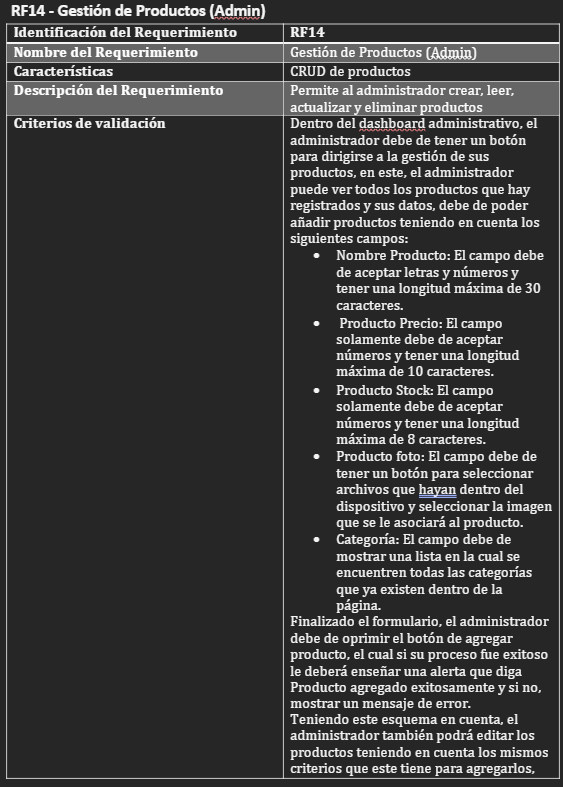 RF14 - Gestión de Productos (Admin)
Identificación del Requerimiento RF14
Nombre del Requerimiento Gestión de Productos (Admin)
Características CRUD de productos
Descripción del Requerimiento Permite al administrador crear, leer,
actualizar y eliminar productos
Criterios de validación Dentro del dashboard administrativo, el
administrador debe de tener un botón
para dirigirse a la gestión de sus
productos, en este, el administrador
puede ver todos los productos que hay
registrados y sus datos, debe de poder
añadir productos teniendo en cuenta los
siguientes campos:
• Nombre Producto: El campo debe
de aceptar letras y números y
tener una longitud máxima de 30
caracteres.
• Producto Precio: El campo
solamente debe de aceptar
números y tener una longitud
máxima de 10 caracteres.
• Producto Stock: El campo
solamente debe de aceptar
números y tener una longitud
máxima de 8 caracteres.
• Producto foto: El campo debe de
tener un botón para seleccionar
archivos que hayan dentro del
dispositivo y seleccionar la imagen
que se le asociará al producto.
• Categoría: El campo debe de
mostrar una lista en la cual se
encuentren todas las categorías
que ya existen dentro de la
página.
Finalizado el formulario, el administrador
debe de oprimir el botón de agregar
producto, el cual si su proceso fue exitoso
le deberá enseñar una alerta que diga
Producto agregado exitosamente y si no,
mostrar un mensaje de error.
Teniendo este esquema en cuenta, el
administrador también podrá editar los
productos teniendo en cuenta los mismos
criterios que este tiene para agregarlos,